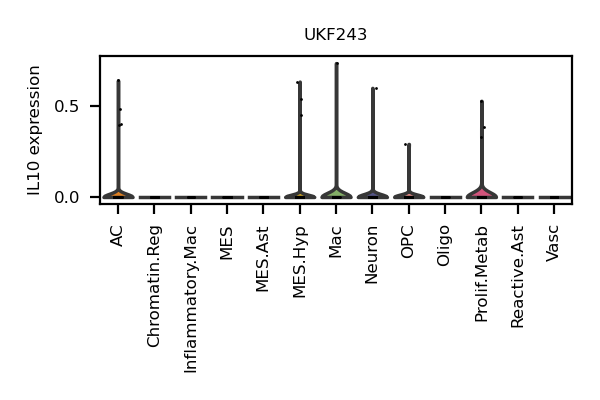 UKF243
IL10 expression
0.5
0.0
AC
Chromatin.Reg
Inflammatory.Mac
MES
MES.Ast
MES.Hyp
Mac
Neuron
OPC
Oligo
Prolif.Metab
Reactive.Ast
Vasc